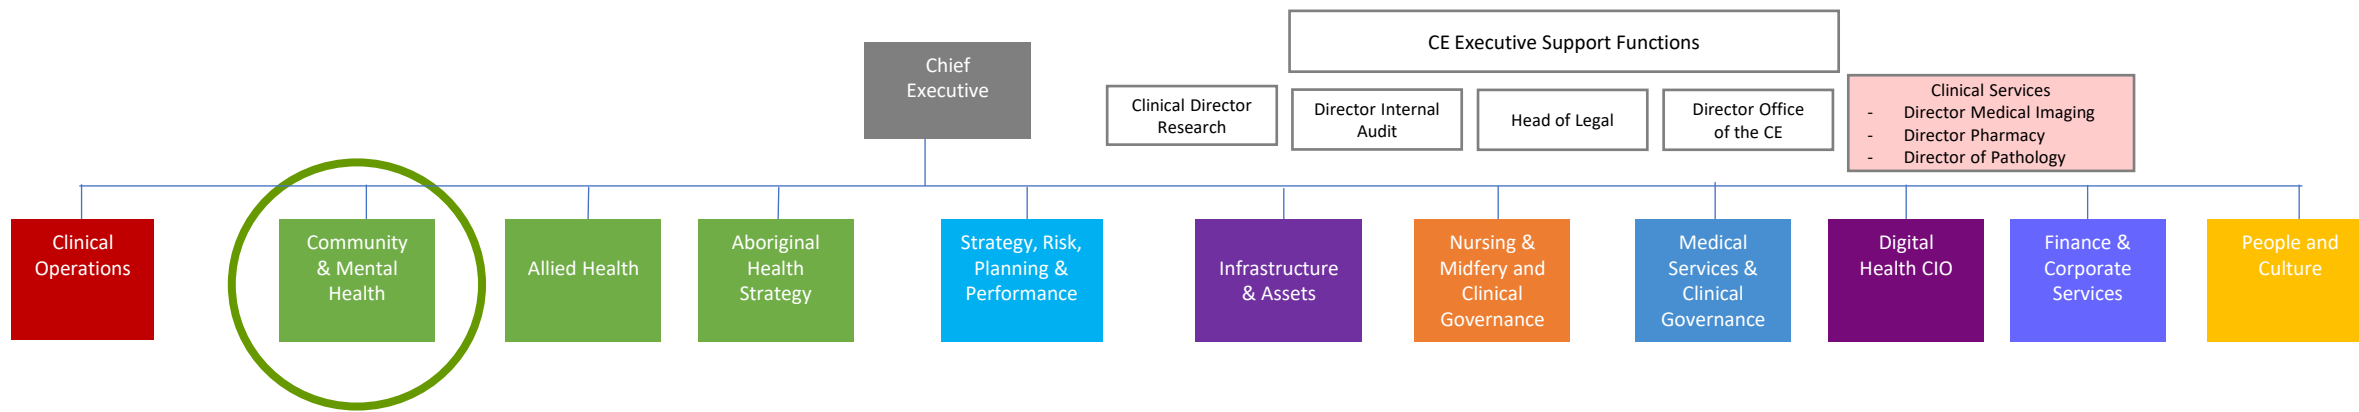 CE Executive Support Functions
Chief
Executive
Clinical Director
Research
Director Internal
Audit
Head of Legal
Director Office
of the CE
Clinical Services
- Director Medical Imaging
- Director Pharmacy
- Director of Pathology
Clinical
Operations
Community
& Mental
Health
Allied Health
Aboriginal
Health
Strategy
Strategy, Risk,
Planning &
Performance
Infrastructure
& Assets
Nursing &
Midfery and
Clinical
Governance
Medical
Services &
Clinical
Governance
Digital
Health CIO
Finance &
Corporate
Services
People and
Culture